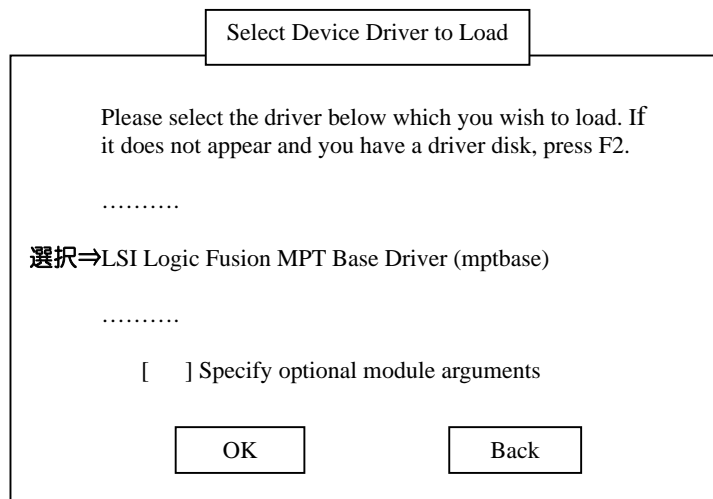 Select Device Driver to Load
Please select the driver below which you wish to load. If
it does not appear and you have a driver disk, press F2.
……….
選択⇒LSI Logic Fusion MPT Base Driver (mptbase)
……….
[    ] Specify optional module arguments
OK
Back